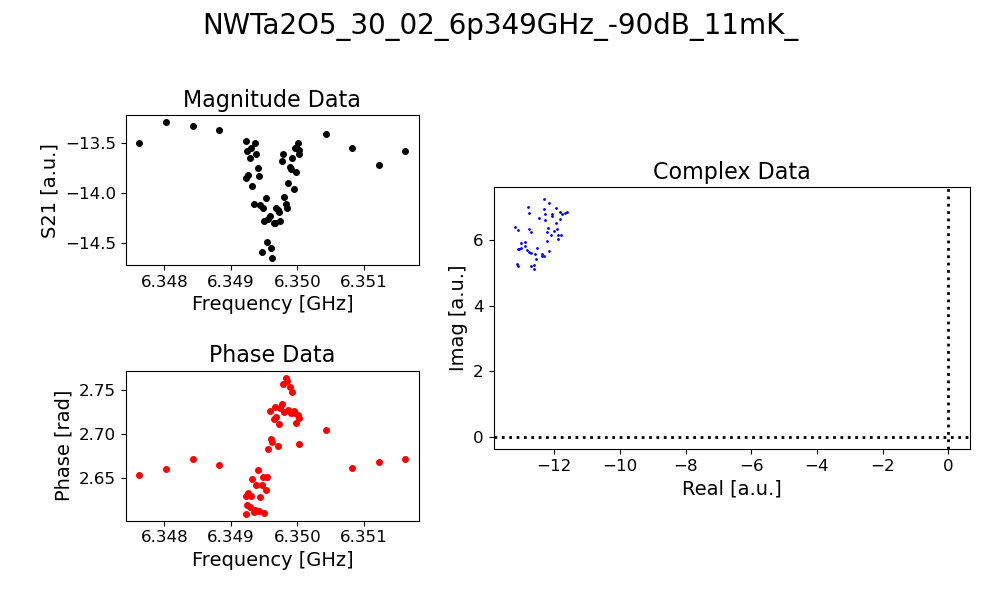 NWTa2O5_30_02_6p349GHz_-90dB_11mK_
Magnitude Data
S21 [a.u.]
−13.5
−14.0
−14.5
6.348 6.349 6.350 6.351
Frequency [GHz]
Phase Data
Phase [rad]
2.75
2.70
2.65
6.348 6.349 6.350 6.351
Frequency [GHz]
Complex Data
Imag [a.u.]
6
4
2
0
−12 −10 −8 −6 −4 −2 0
Real [a.u.]